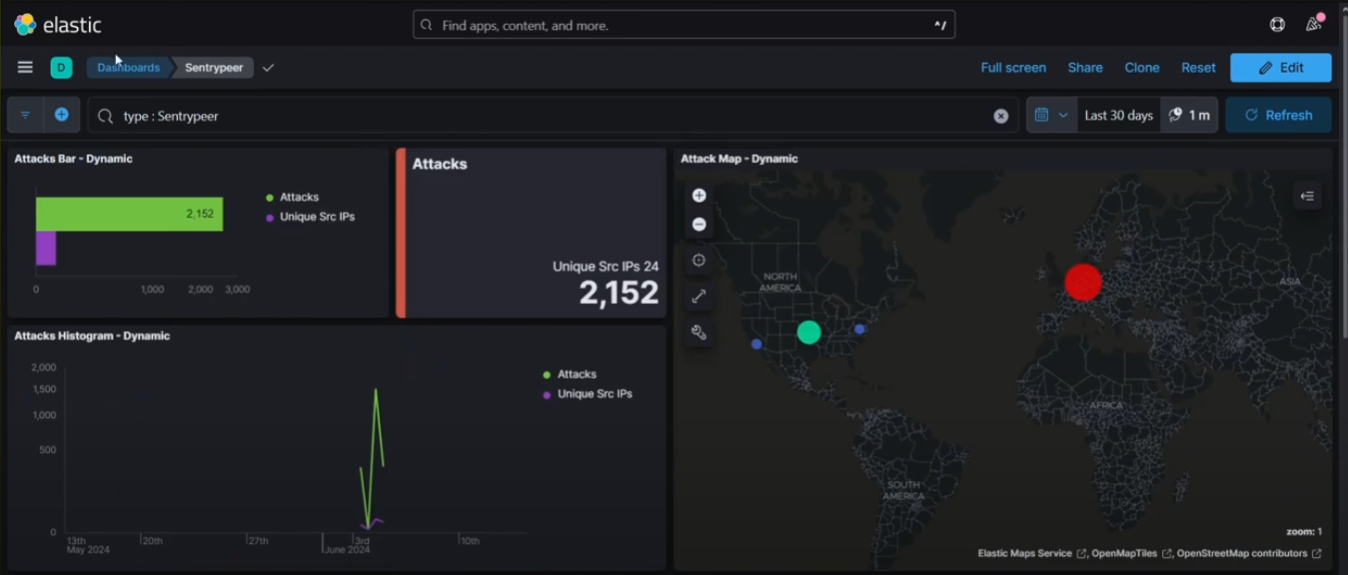 elastic
Find apps, content, and more.
^/
D
Dashboards
Sentrypeer
Full screen
Share
Clone
Reset
Edit
type : Sentrypeer
Last 30 days
1 m
Refresh
Attacks Bar - Dynamic
2,152
Attacks
Unique Src IPs
0
1,000
2,000
3,000
Attacks
Unique Src IPs 24
2,152
Attack Map - Dynamic
NORTH
AMERICA
ASIA
AFRICA
SOUTH
AMERICA
zoom: 1
Elastic Maps Service , OpenMapTiles , OpenStreetMap contributors
Attacks Histogram - Dynamic
2,000
1,500
1,000
500
0
Attacks
Unique Src IPs
13th
May 2024
20th
27th
3rd
June 2024
10th